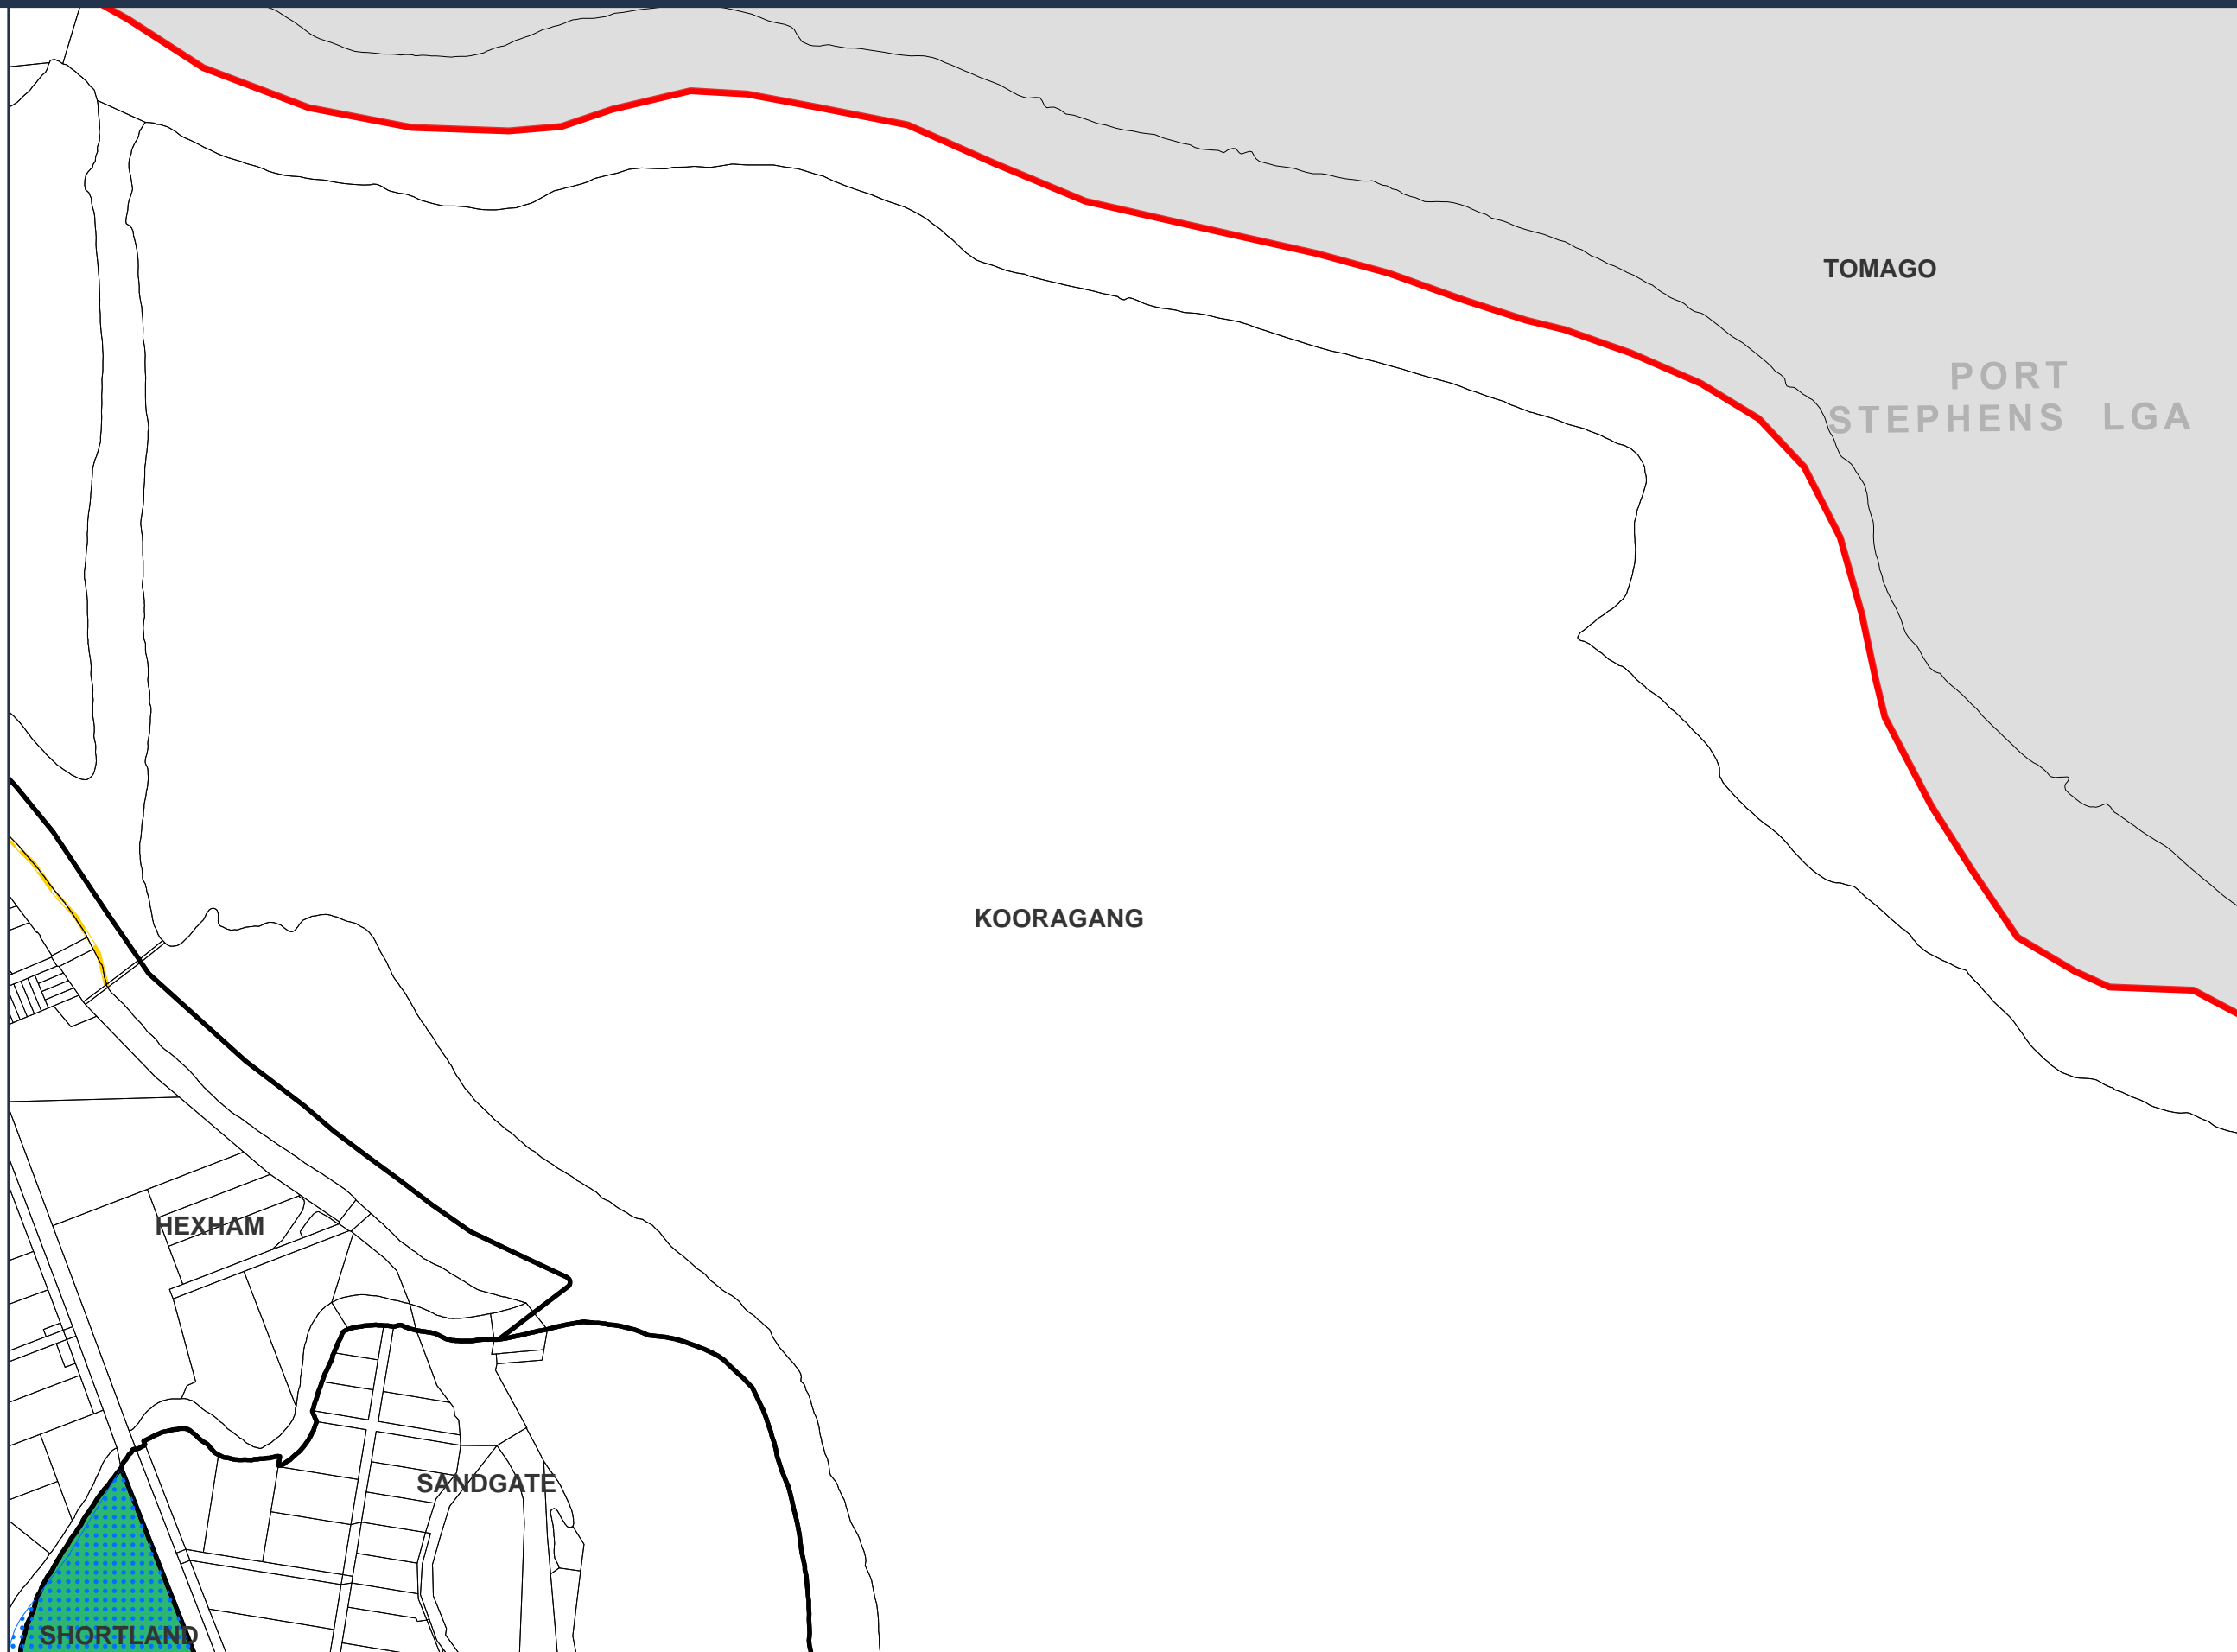 TOMAGO
PORT
STEPHENS LGA
KOORAGANG
HEXHAM
SANDGATE
SHORTLAND